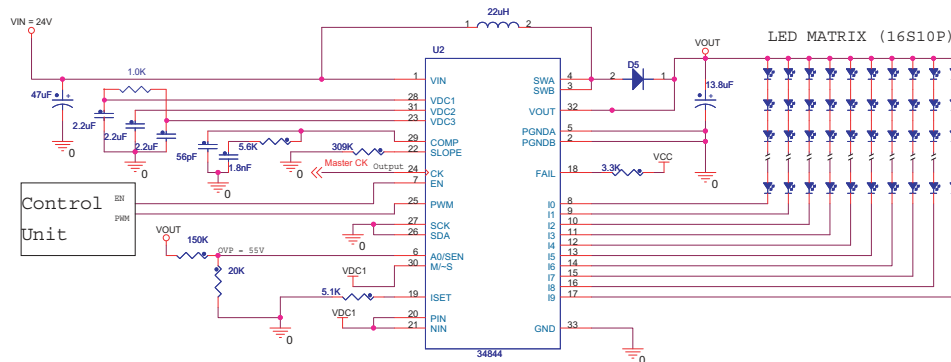 22uH
1 2
VIN = 24V
LED MATRIX (16S10P)
VOUT
U2
1.0K
D5
1 VIN SWA 4 2 1
SWB 3
47uF 13.8uF
28 VDC1
31 VDC2 VOUT 32
23 VDC3
2.2uF
2.2uF
2.2uF
PGNDA 5
PGNDB 2
0
29 COMP
22 SLOPE
5.6K 309K
56pF
1.8nF
0 0
0
0
Master CK Output 24 CK
7 EN
FAIL 18 3.3K VCC
0
Control
Unit
EN
PWM
25 PWM
27 SCK
26 SDA
0
I0 8
I1 9
I2 10
I3 11
I4 12
I5 13
I6 14
I7 15
I8 16
I9 17
VOUT
150K OVP = 55V 6 A0/SEN
30 M/~S
20K VDC1
5.1K 19 ISET
VDC1 20 PIN
21 NIN
0
GND 33
0
34844